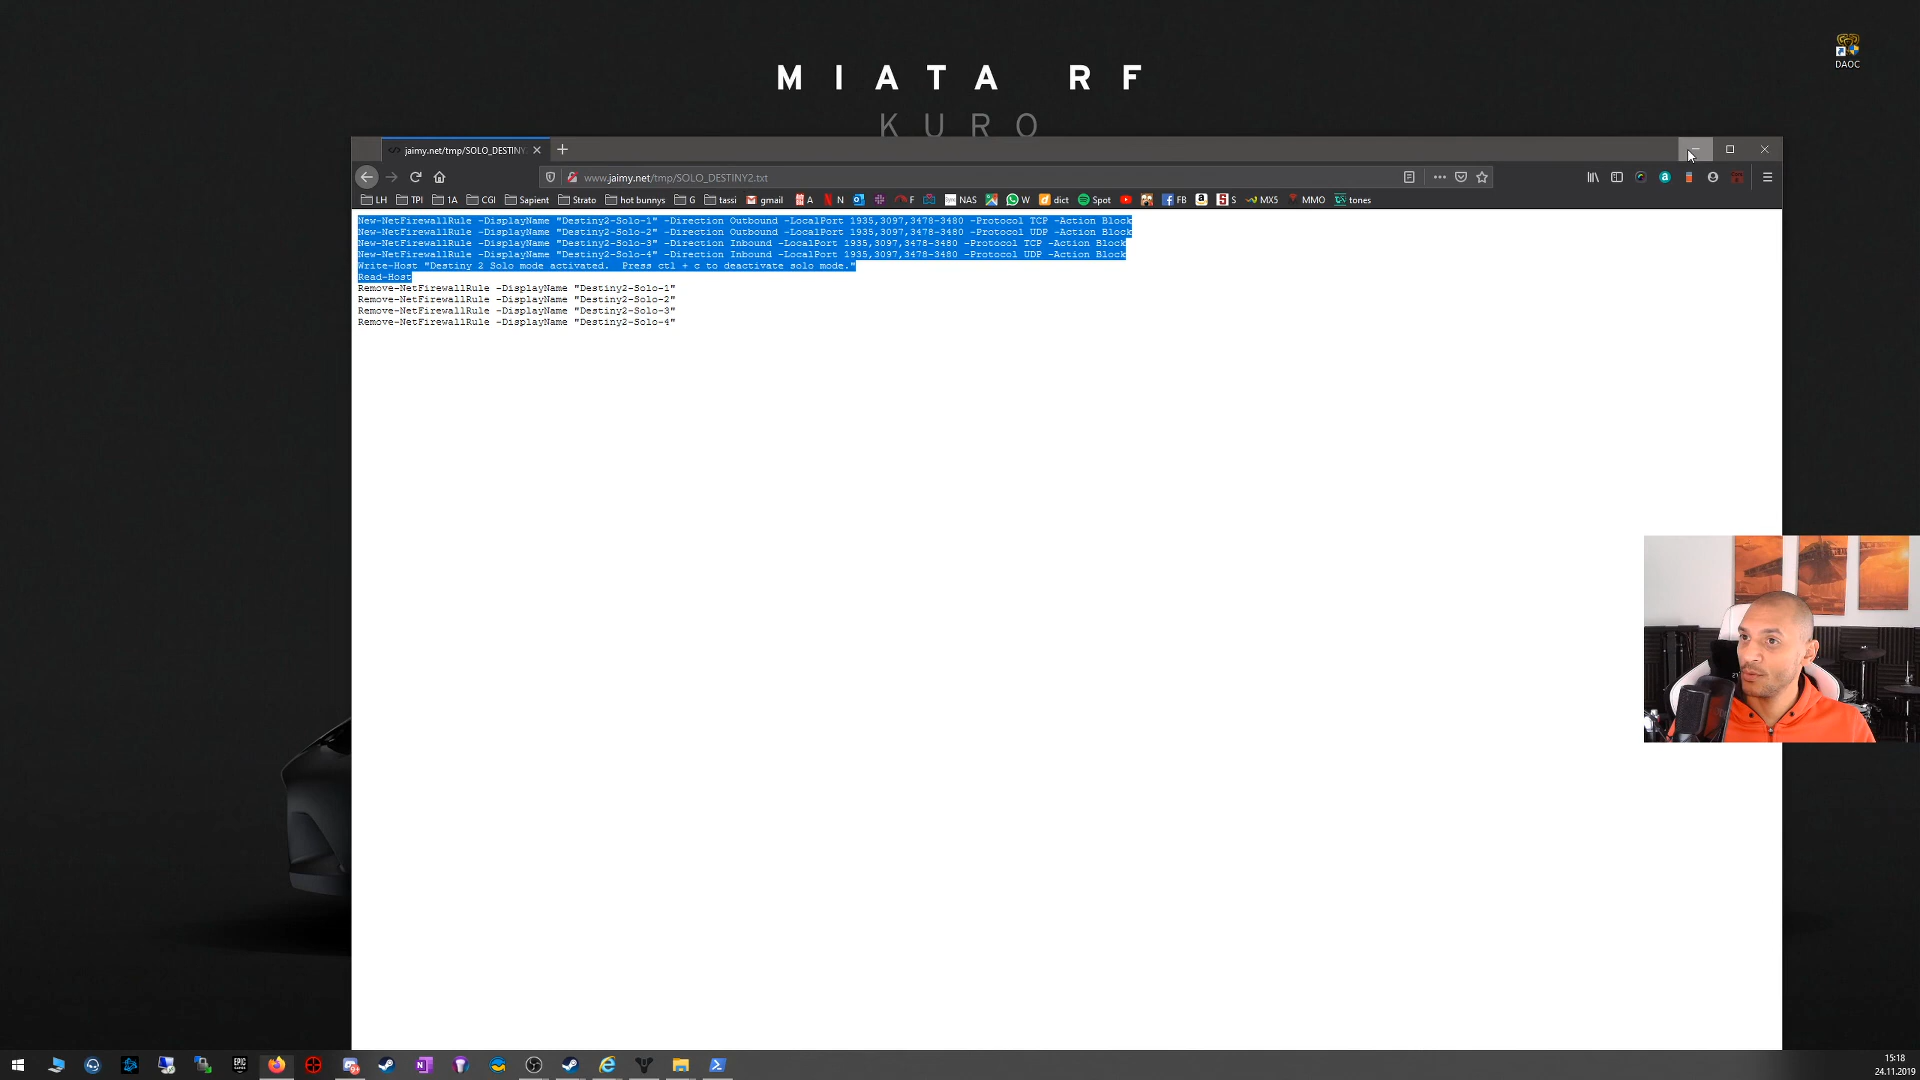 MIATA RF
KURO
DAOC
jaimy.net/tmp/SOLO_DESTINY
www.jaimy.net/tmp/SOLO_DESTINY2.txt
LH TPI 1A CGI Sapient Strato hot bunnys G tassi gmail A N F NAS W dict Spot FB S MX5 MMO tones
New-NetFirewallRule -DisplayName "Destiny2-Solo-1" -Direction Outbound -LocalPort 1935,3097,3478-3480 -Protocol TCP -Action Block
New-NetFirewallRule -DisplayName "Destiny2-Solo-2" -Direction Outbound -LocalPort 1935,3097,3478-3480 -Protocol UDP -Action Block
New-NetFirewallRule -DisplayName "Destiny2-Solo-3" -Direction Inbound -LocalPort 1935,3097,3478-3480 -Protocol TCP -Action Block
New-NetFirewallRule -DisplayName "Destiny2-Solo-4" -Direction Inbound -LocalPort 1935,3097,3478-3480 -Protocol UDP -Action Block
Write-Host "Destiny 2 Solo mode activated.  Press ctl + c to deactivate solo mode."
Read-Host
Remove-NetFirewallRule -DisplayName "Destiny2-Solo-1"
Remove-NetFirewallRule -DisplayName "Destiny2-Solo-2"
Remove-NetFirewallRule -DisplayName "Destiny2-Solo-3"
Remove-NetFirewallRule -DisplayName "Destiny2-Solo-4"
EPIC GAMES
15:18
24.11.2019